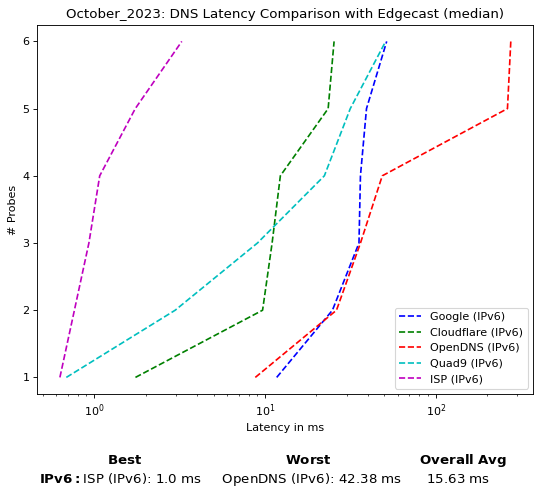 October_2023: DNS Latency Comparison with Edgecast (median)
6
5
4
3
2
1
# Probes
Google (IPv6)
Cloudflare (IPv6)
OpenDNS (IPv6)
Quad9 (IPv6)
ISP (IPv6)
10⁰ 10¹ 10²
Latency in ms
Best Worst Overall Avg
IPv6: ISP (IPv6): 1.0 ms OpenDNS (IPv6): 42.38 ms 15.63 ms